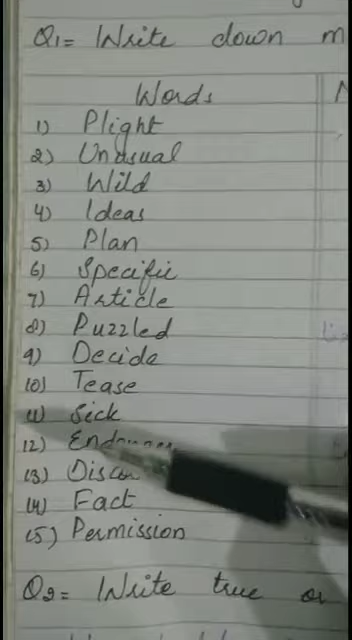 Q1= Write down m
Words
1) Plight
2) Unusual
3) Wild
4) Ideas
5) Plan
6) Specific
7) Article
8) Puzzled
9) Decide
10) Tease
11) Sick
12)
13)
14) Fact
15) Permission
Q2= Write true or